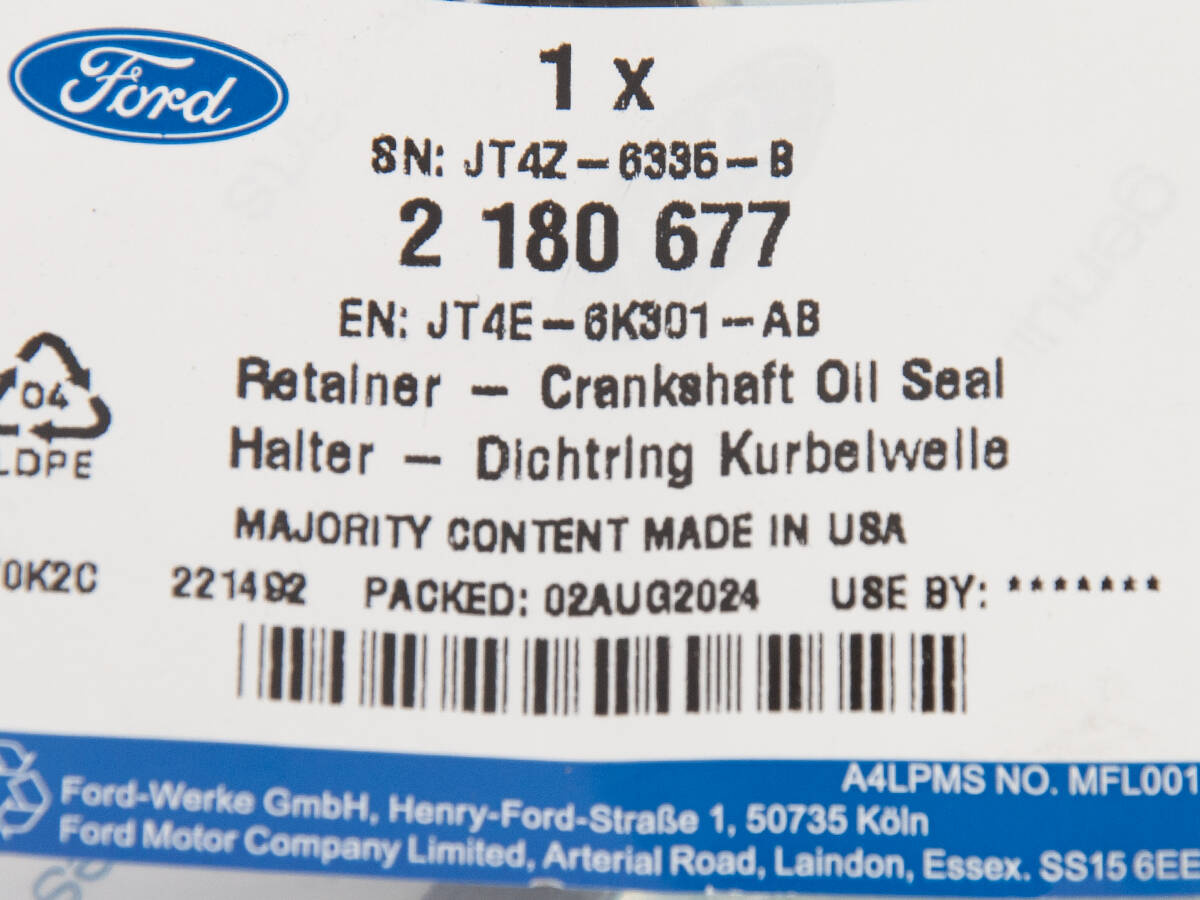 Ford
1 x
SN: JT4Z-6335-B
2 180 677
EN: JT4E-6K301-AB
Retainer - Crankshaft Oil Seal
Halter - Dichtring Kurbelwelle
04
LDPE
MAJORITY CONTENT MADE IN USA
0K2C 221492 PACKED: 02AUG2024 USE BY: *******
A4LPMS NO. MFL001
Ford-Werke GmbH, Henry-Ford-Straße 1, 50735 Köln
Ford Motor Company Limited, Arterial Road, Laindon, Essex. SS15 6EE